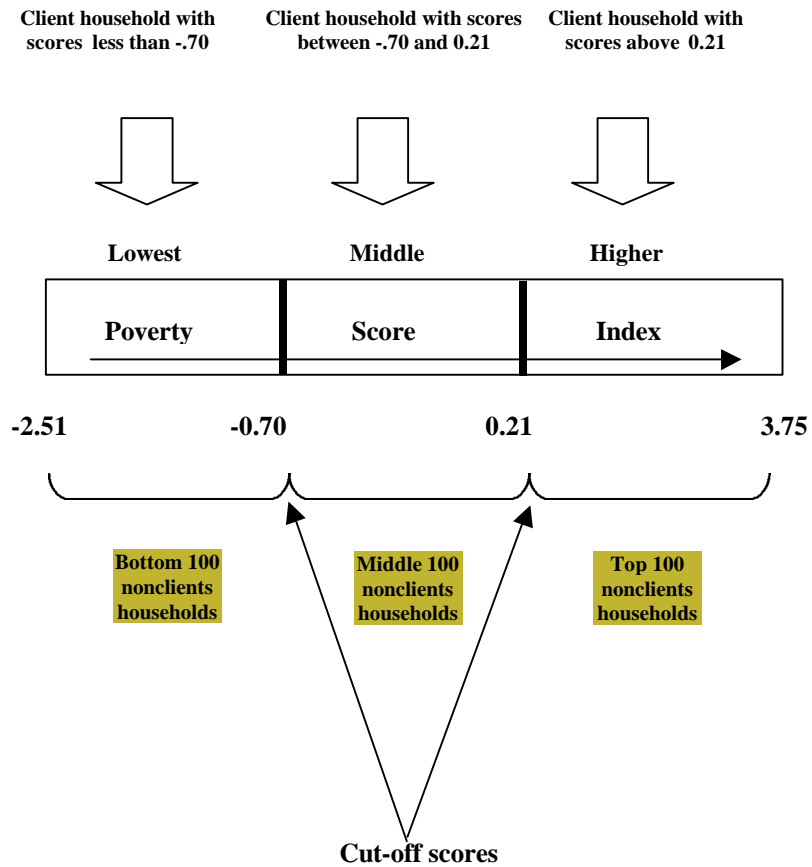 Client household with
scores less than -.70
Client household with scores
between -.70 and 0.21
Client household with
scores above 0.21
Lowest
Middle
Higher
Poverty
Score
Index
-2.51
-0.70
0.21
3.75
Bottom 100
nonclients
households
Middle 100
nonclients
households
Top 100
nonclients
households
Cut-off scores